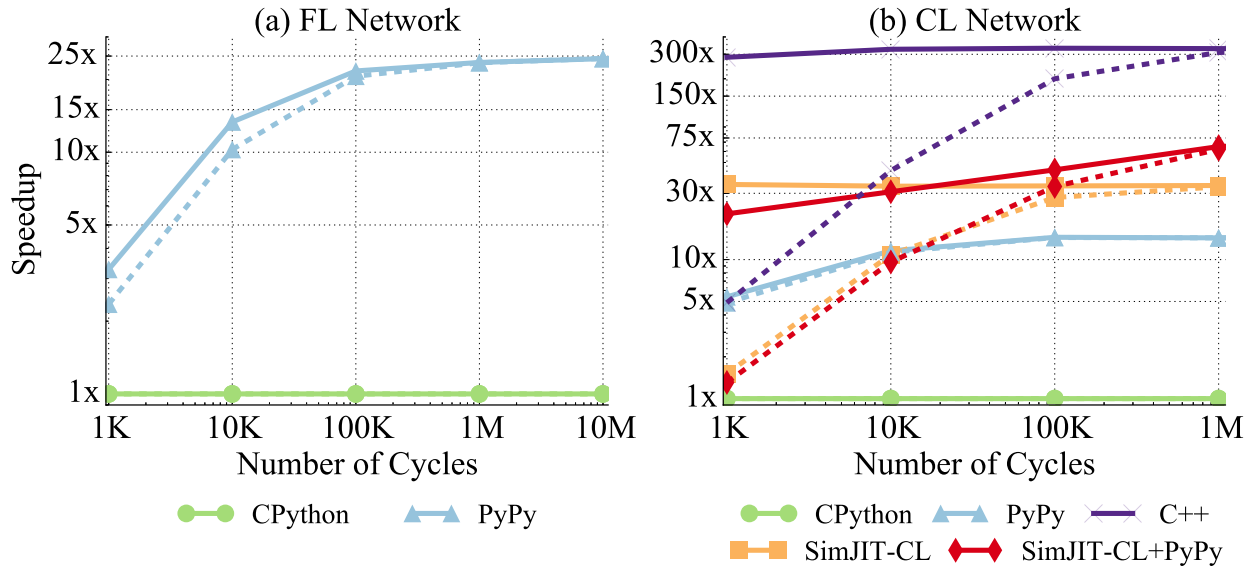 (a) FL Network
25x
15x
10x
5x
1x
Speedup
1K 10K 100K 1M 10M
Number of Cycles
CPython PyPy
(b) CL Network
300x
150x
75x
30x
10x
5x
1x
1K 10K 100K 1M
Number of Cycles
CPython PyPy C++
SimJIT-CL SimJIT-CL+PyPy